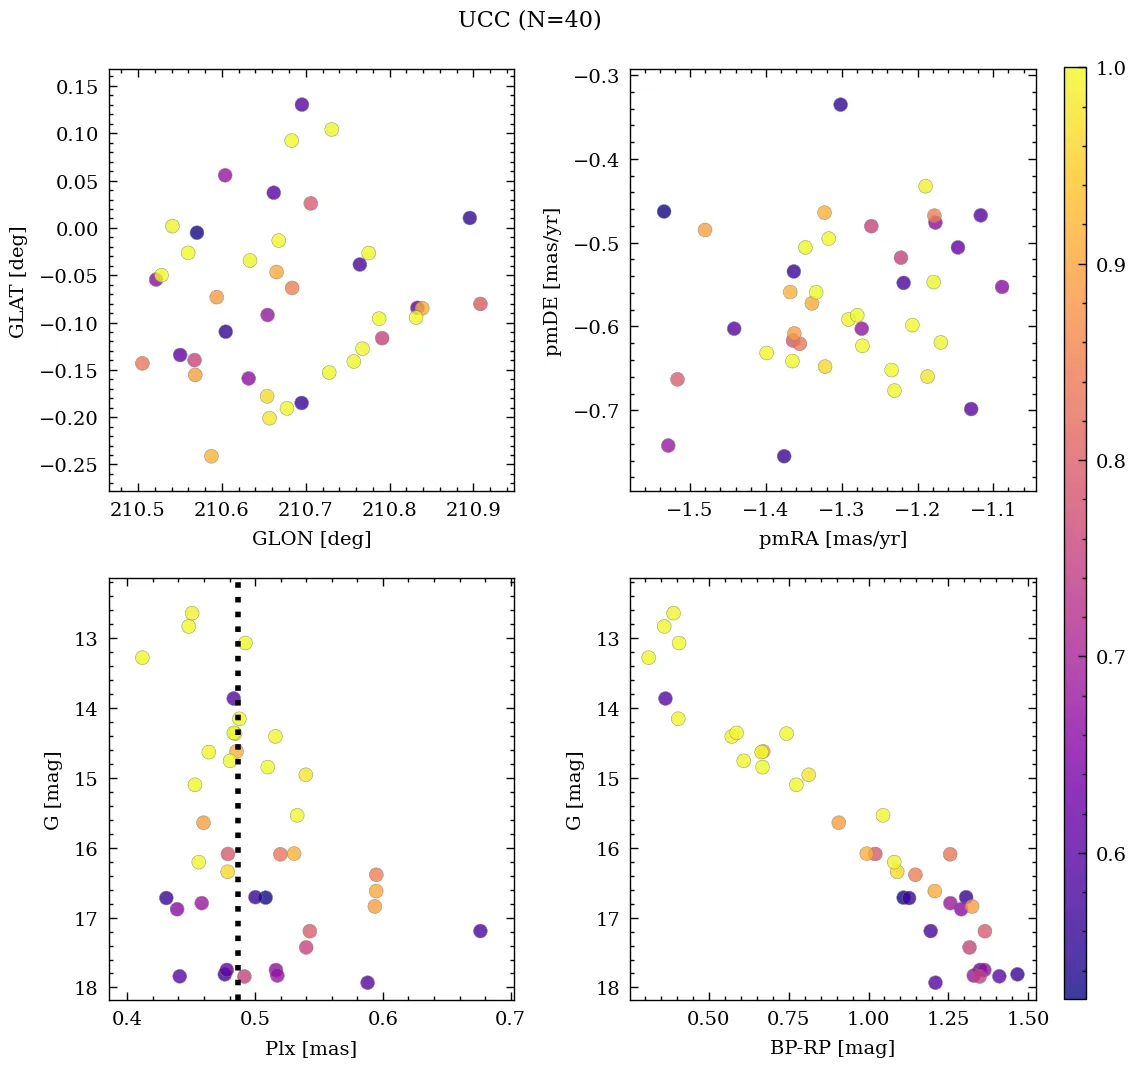 UCC (N=40)
0.15
0.10
0.05
0.00
−0.05
−0.10
−0.15
−0.20
−0.25
GLAT [deg]
210.5 210.6 210.7 210.8 210.9
GLON [deg]
−0.3
−0.4
−0.5
−0.6
−0.7
pmDE [mas/yr]
−1.5 −1.4 −1.3 −1.2 −1.1
pmRA [mas/yr]
13
14
15
16
17
18
G [mag]
0.4 0.5 0.6 0.7
Plx [mas]
13
14
15
16
17
18
G [mag]
0.50 0.75 1.00 1.25 1.50
BP-RP [mag]
1.0
0.9
0.8
0.7
0.6